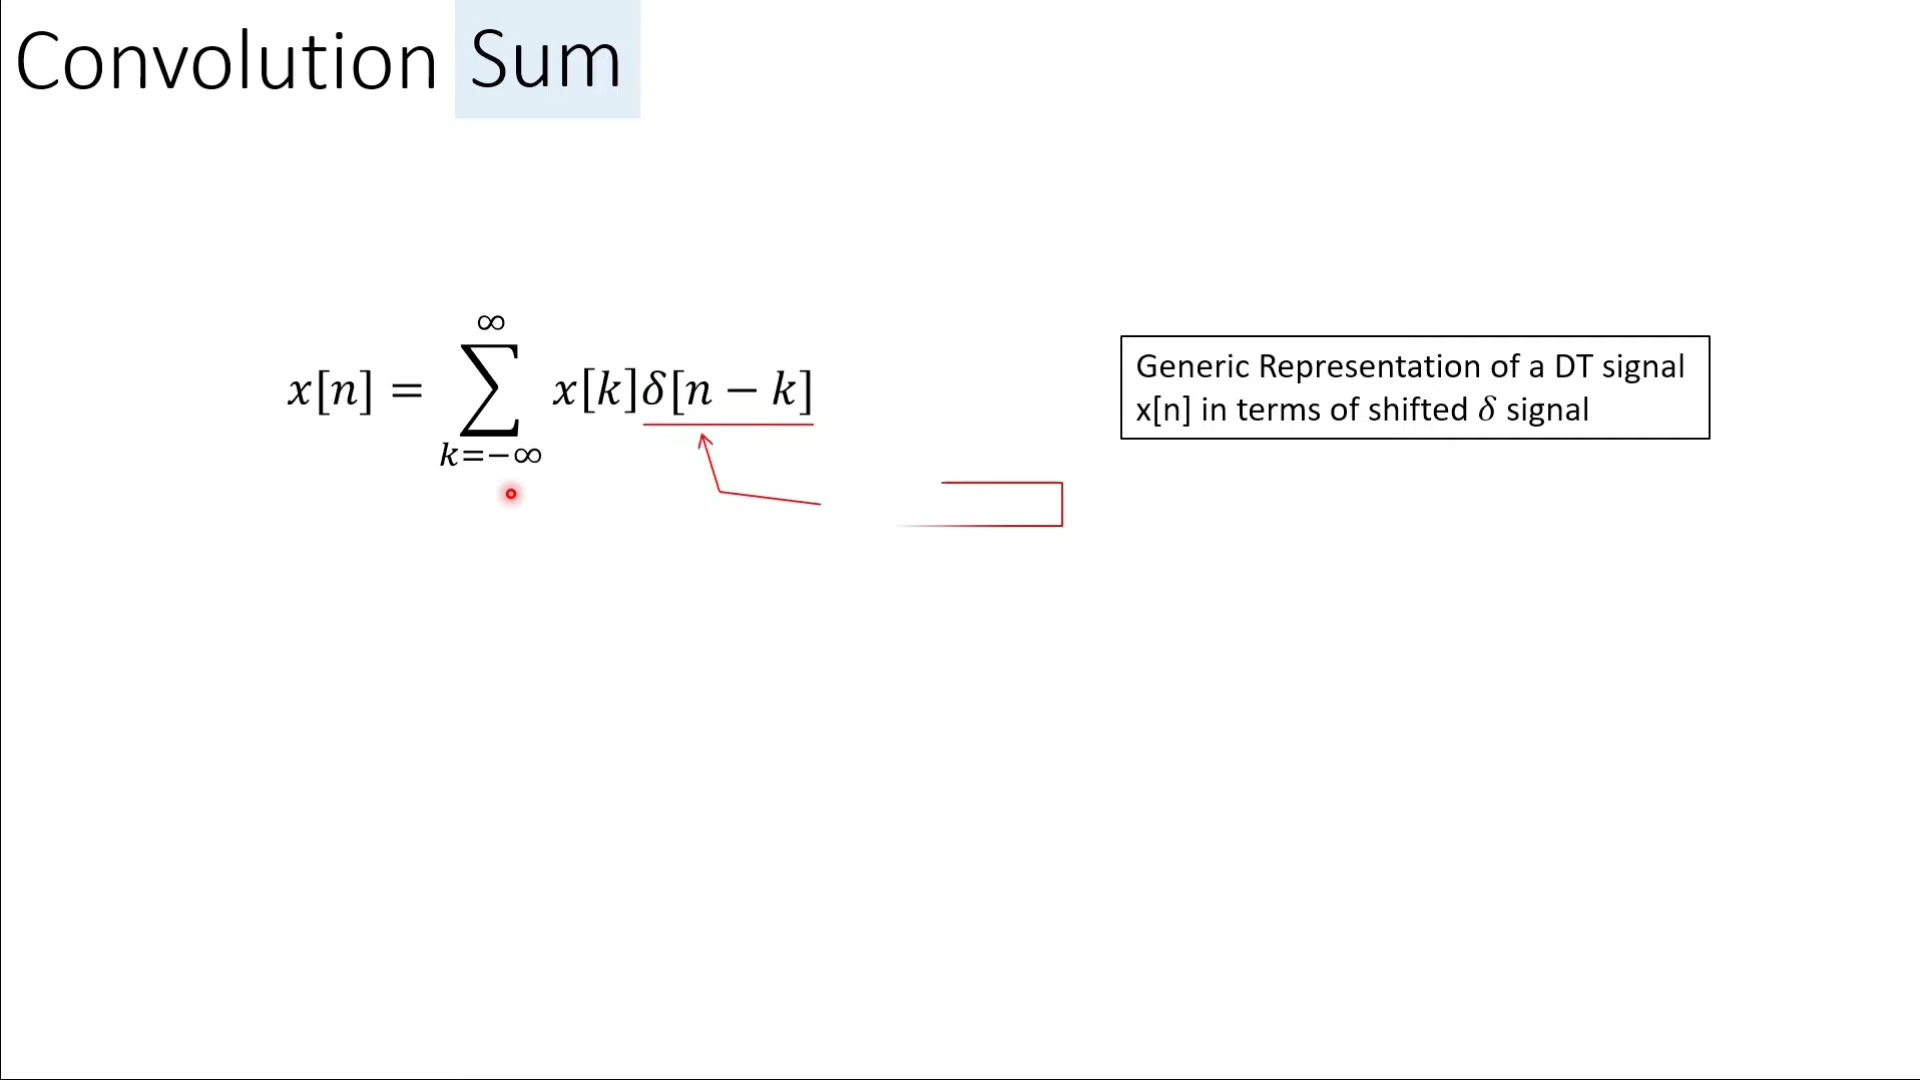 Convolution Sum
∞
x[n] = ∑ x[k]δ[n − k]
k=−∞
Generic Representation of a DT signal
x[n] in terms of shifted δ signal